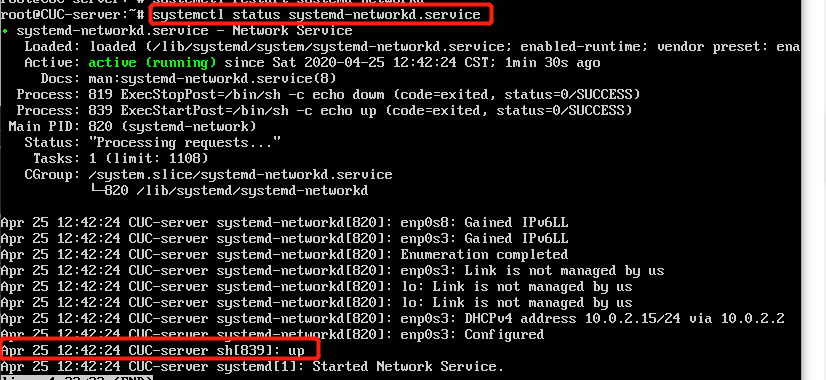 root@CUC-server:~# systemctl restart systemd-networkd
root@CUC-server:~# systemctl status systemd-networkd.service
• systemd-networkd.service - Network Service
Loaded: loaded (/lib/systemd/system/systemd-networkd.service; enabled-runtime; vendor preset: ena
Active: active (running) since Sat 2020-04-25 12:42:24 CST; 1min 30s ago
Docs: man:systemd-networkd.service(8)
Process: 819 ExecStopPost=/bin/sh -c echo dowm (code=exited, status=0/SUCCESS)
Process: 839 ExecStartPost=/bin/sh -c echo up (code=exited, status=0/SUCCESS)
Main PID: 820 (systemd-network)
Status: "Processing requests..."
Tasks: 1 (limit: 1108)
CGroup: /system.slice/systemd-networkd.service
└─820 /lib/systemd/systemd-networkd
Apr 25 12:42:24 CUC-server systemd-networkd[820]: enp0s8: Gained IPv6LL
Apr 25 12:42:24 CUC-server systemd-networkd[820]: enp0s3: Gained IPv6LL
Apr 25 12:42:24 CUC-server systemd-networkd[820]: Enumeration completed
Apr 25 12:42:24 CUC-server systemd-networkd[820]: enp0s3: Link is not managed by us
Apr 25 12:42:24 CUC-server systemd-networkd[820]: lo: Link is not managed by us
Apr 25 12:42:24 CUC-server systemd-networkd[820]: lo: Link is not managed by us
Apr 25 12:42:24 CUC-server systemd-networkd[820]: enp0s3: DHCPv4 address 10.0.2.15/24 via 10.0.2.2
Apr 25 12:42:24 CUC-server systemd-networkd[820]: enp0s3: Configured
Apr 25 12:42:24 CUC-server sh[839]: up
Apr 25 12:42:24 CUC-server systemd[1]: Started Network Service.
(END)